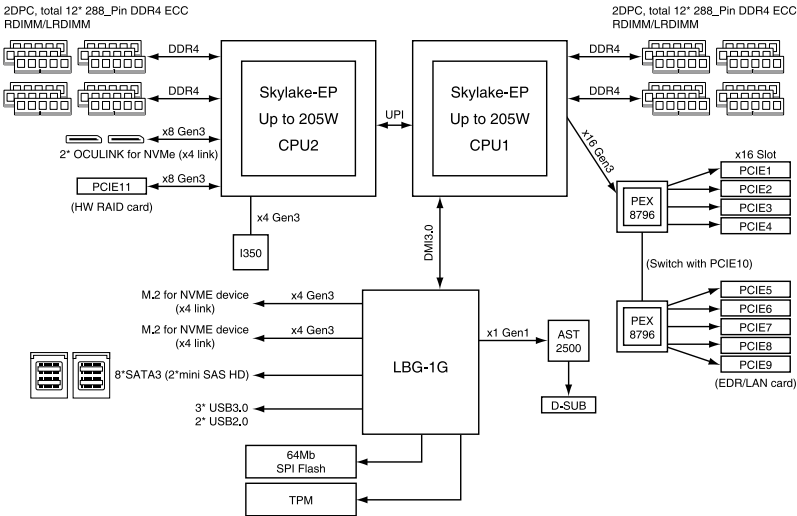 2DPC, total 12* 288_Pin DDR4 ECC
RDIMM/LRDIMM
2DPC, total 12* 288_Pin DDR4 ECC
RDIMM/LRDIMM
DDR4
DDR4
DDR4
DDR4
Skylake-EP
Up to 205W
CPU2
UPI
Skylake-EP
Up to 205W
CPU1
x8 Gen3
2* OCULINK for NVMe (x4 link)
PCIE11
x8 Gen3
(HW RAID card)
x4 Gen3
I350
DMI3.0
x16 Gen3
x16 Slot
PEX
8796
PCIE1
PCIE2
PCIE3
PCIE4
(Switch with PCIE10)
PEX
8796
PCIE5
PCIE6
PCIE7
PCIE8
PCIE9
(EDR/LAN card)
M.2 for NVME device
(x4 link)
x4 Gen3
M.2 for NVME device
(x4 link)
x4 Gen3
8*SATA3 (2*mini SAS HD)
3* USB3.0
2* USB2.0
LBG-1G
x1 Gen1
AST
2500
D-SUB
64Mb
SPI Flash
TPM